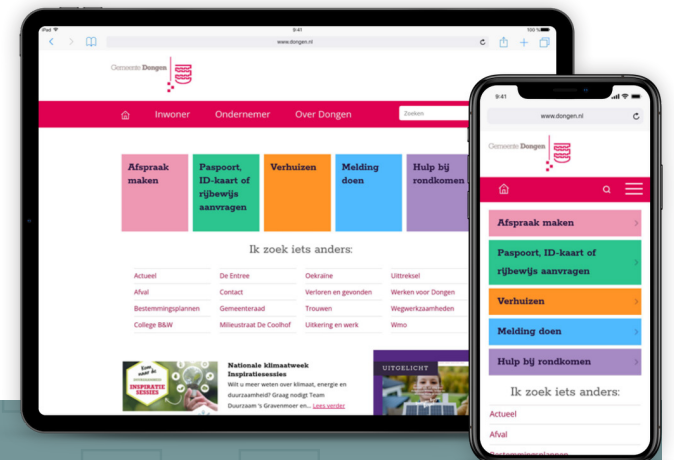 iPad
9:41
100 %
www.dongen.nl
Gemeente Dongen
Inwoner
Ondernemer
Over Dongen
Zoeken
Afspraak
maken
Paspoort,
ID-kaart of
rijbewijs
aanvragen
Verhuizen
Melding
doen
Hulp bij
rondkomen
Ik zoek iets anders:
Actueel
De Entree
Oekraïne
Uittreksel
Afval
Contact
Verloren en gevonden
Werken voor Dongen
Bestemmingsplannen
Gemeenteraad
Trouwen
Wegwerkzaamheden
College B&W
Milieustraat De Coolhof
Uitkering en werk
Wmo
INSPIRATIE
SESSIES
Nationale klimaatweek
Inspiratiesessies
Wilt u meer weten over klimaat, energie en
duurzaamheid? Graag nodigt Team
Duurzaam 's Gravenmoer en... Lees verder
UITGELICHT
9:41
www.dongen.nl
Gemeente Dongen
Afspraak maken
Paspoort, ID-kaart of
rijbewijs aanvragen
Verhuizen
Melding doen
Hulp bij rondkomen
Ik zoek iets anders:
Actueel
Afval
Bestemmingsplannen